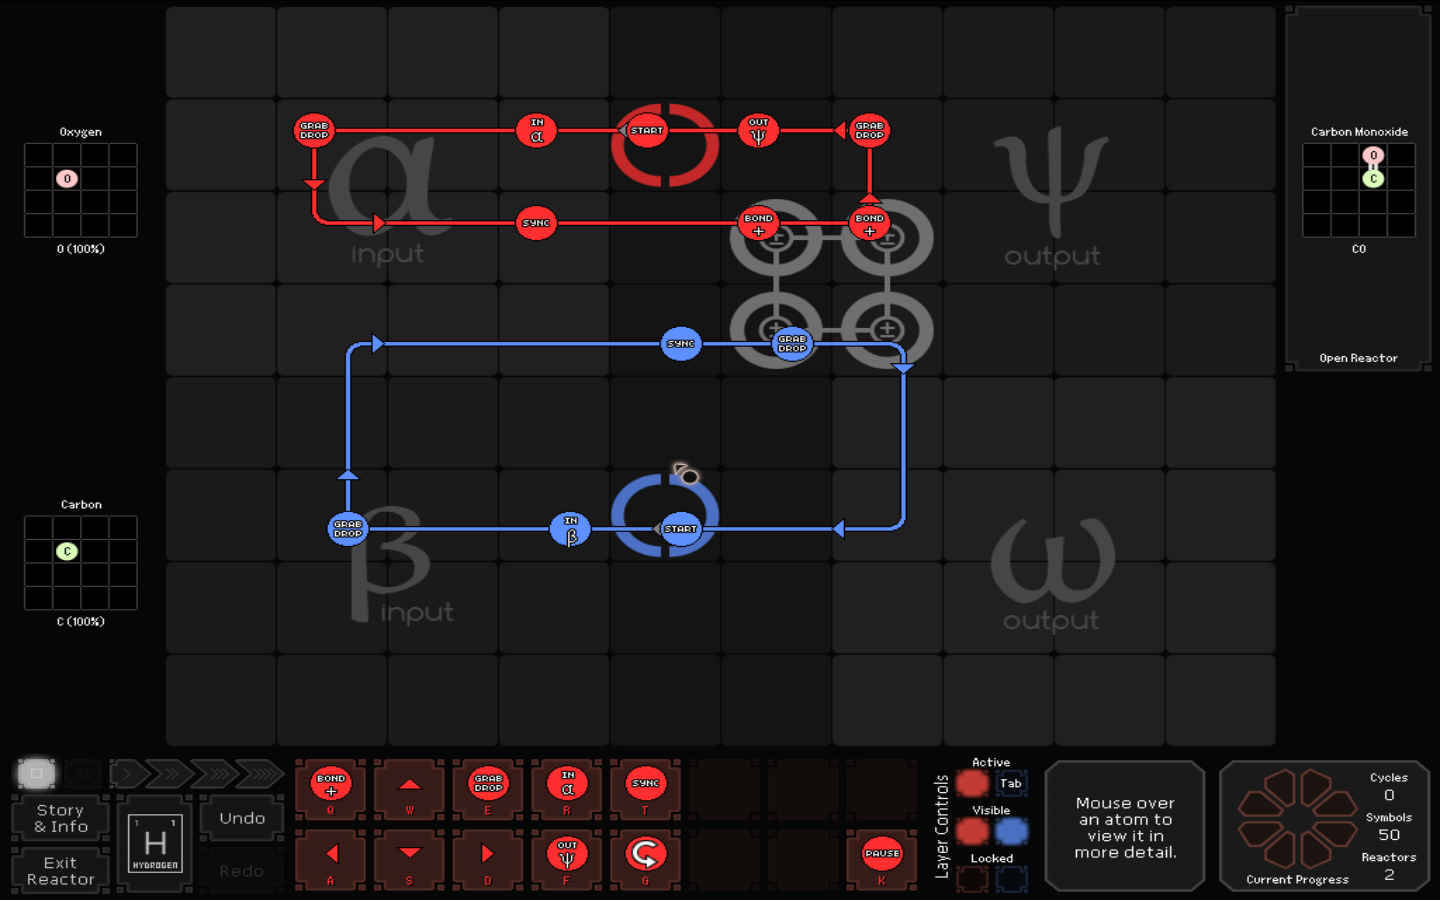 Oxygen
O
O (100%)
Carbon
C
C (100%)
GRAB
DROP
IN
α
START
OUT
ψ
GRAB
DROP
α
input
SYNC
BOND
+
BOND
+
ψ
output
SYNC
GRAB
DROP
GRAB
DROP
IN
β
START
β
input
ω
output
Carbon Monoxide
O
C
CO
Open Reactor
Story
& Info
Exit
Reactor
1 1
H
HYDROGEN
Undo
Redo
BOND
+
Q
W
GRAB
DROP
E
IN
α
R
SYNC
T
A
S
D
OUT
ψ
F
G
PAUSE
K
Layer Controls
Active
Tab
Visible
Locked
Mouse over
an atom to
view it in
more detail.
Cycles
0
Symbols
50
Reactors
2
Current Progress